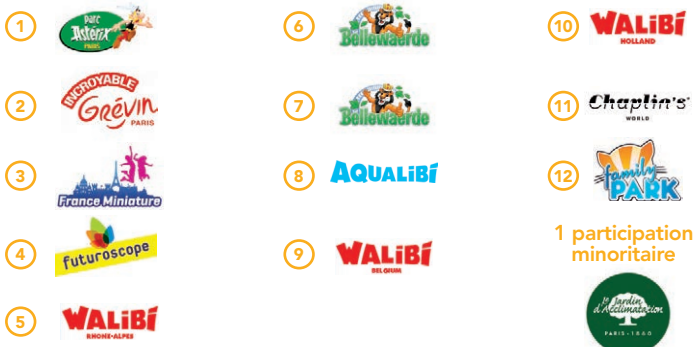 1
parc
Astérix
PARIS
2
INCROYABLE
GRÉVIN
PARIS
3
France Miniature
4
futuroscope
5
WALiBi
RHONE-ALPES
6
Bellewaerde
7
Bellewaerde
8
AQUALiBi
9
WALiBi
BELGIUM
10
WALiBi
HOLLAND
11
Chaplin's
WORLD
12
family
PARK
1 participation
minoritaire
le Jardin
d'Acclimatation
PARIS - 1860